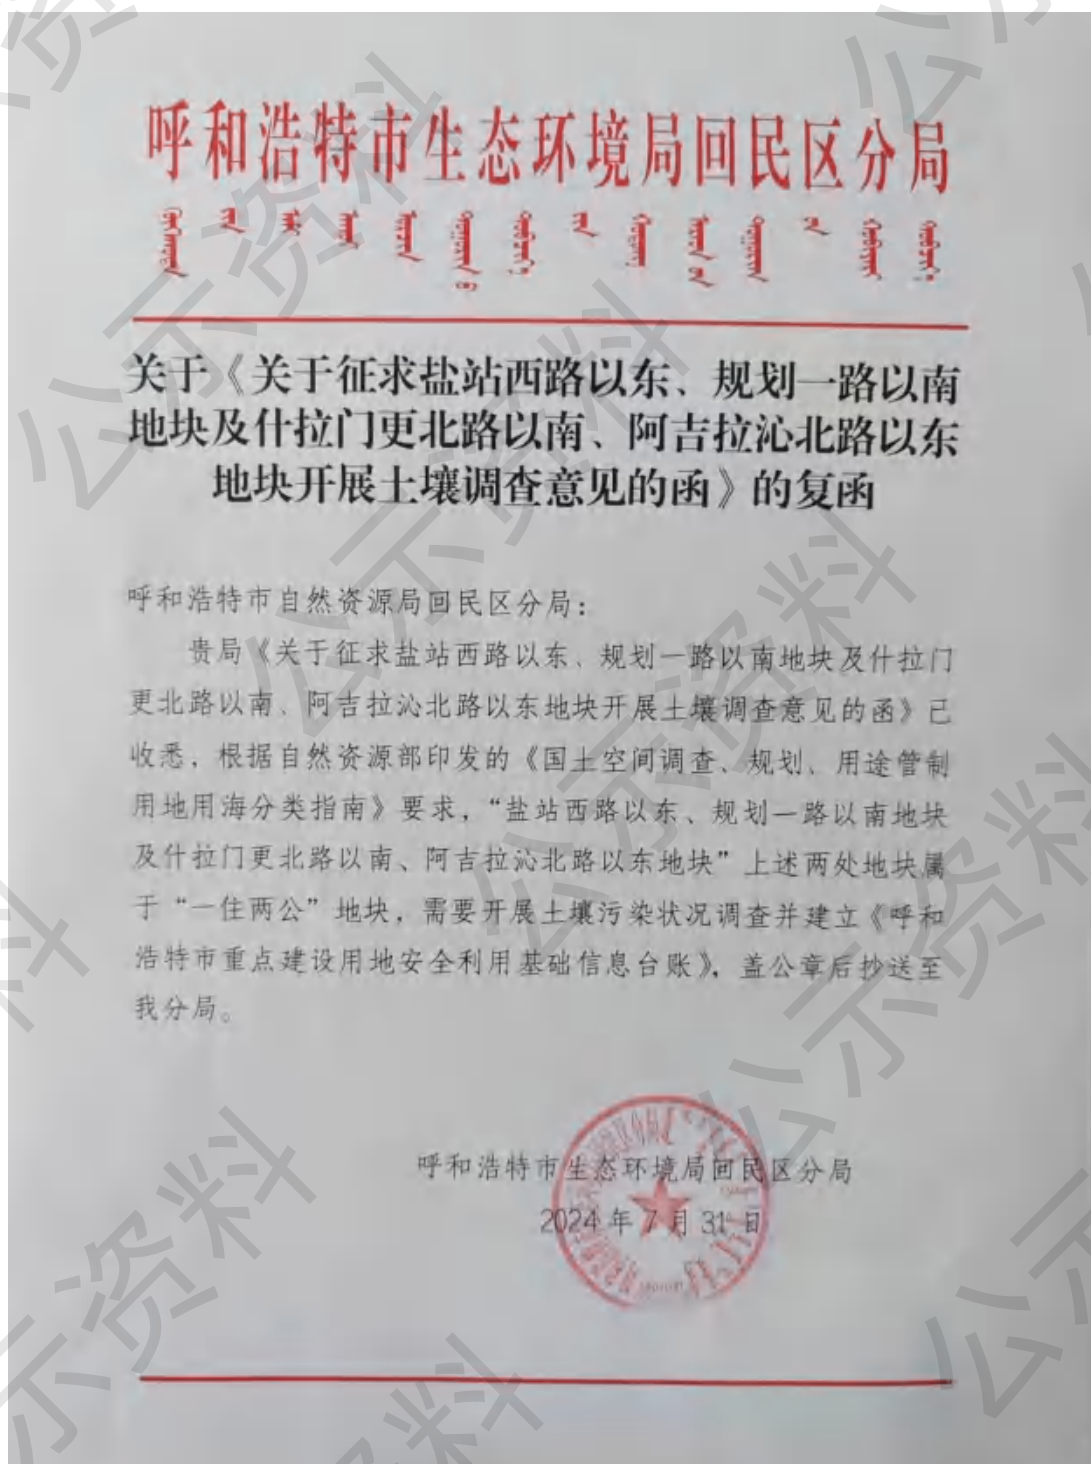 呼和浩特市生态环境局回民区分局
关于《关于征求盐站西路以东、规划一路以南
地块及什拉门更北路以南、阿吉拉沁北路以东
地块开展土壤调查意见的函》的复函
呼和浩特市自然资源局回民区分局：
贵局《关于征求盐站西路以东、规划一路以南地块及什拉门
更北路以南、阿吉拉沁北路以东地块开展土壤调查意见的函》已
收悉，根据自然资源部印发的《国土空间调查、规划、用途管制
用地用海分类指南》要求，“盐站西路以东、规划一路以南地块
及什拉门更北路以南、阿吉拉沁北路以东地块”上述两处地块属
于“一住两公”地块，需要开展土壤污染状况调查并建立《呼和
浩特市重点建设用地安全利用基础信息台账》，盖公章后抄送至
我分局。
呼和浩特市生态环境局回民区分局
2024年7月31日
公示资料